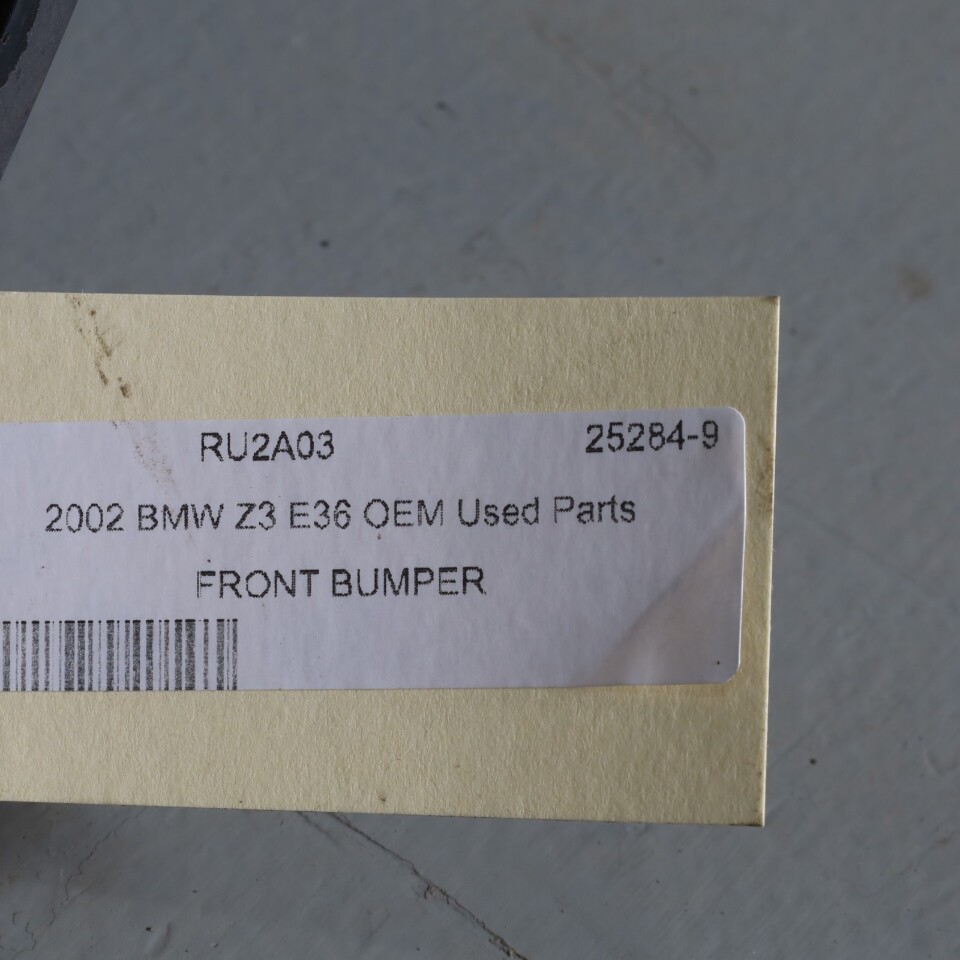 RU2A03 25284-9
2002 BMW Z3 E36 OEM Used Parts
FRONT BUMPER